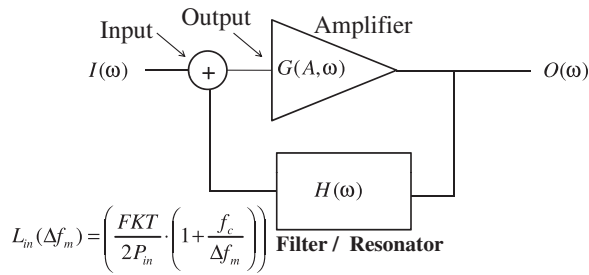 Output
Amplifier
Input
I(ω)
+
G(A,ω)
O(ω)
H(ω)
L_in(Δf_m) = (FKT / 2P_in · (1 + f_c / Δf_m))
Filter / Resonator